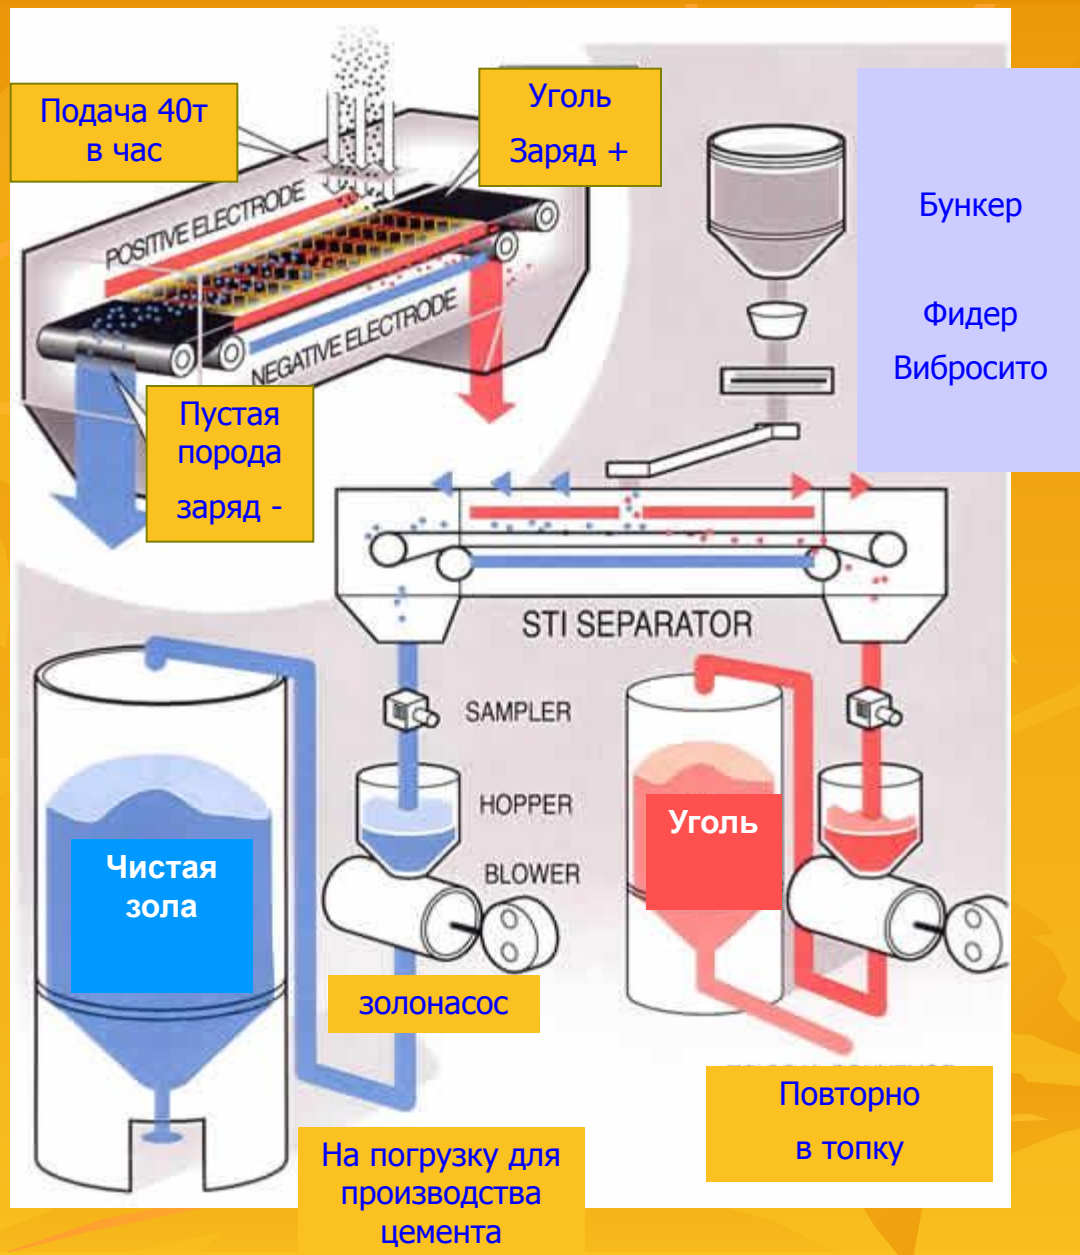 Подача 40т
в час
Уголь
Заряд +
POSITIVE ELECTRODE
NEGATIVE ELECTRODE
Пустая
порода
заряд -
Бункер
Фидер
Вибросито
STI SEPARATOR
SAMPLER
HOPPER
BLOWER
Чистая
зола
Уголь
золонасос
Повторно
в топку
На погрузку для
производства
цемента